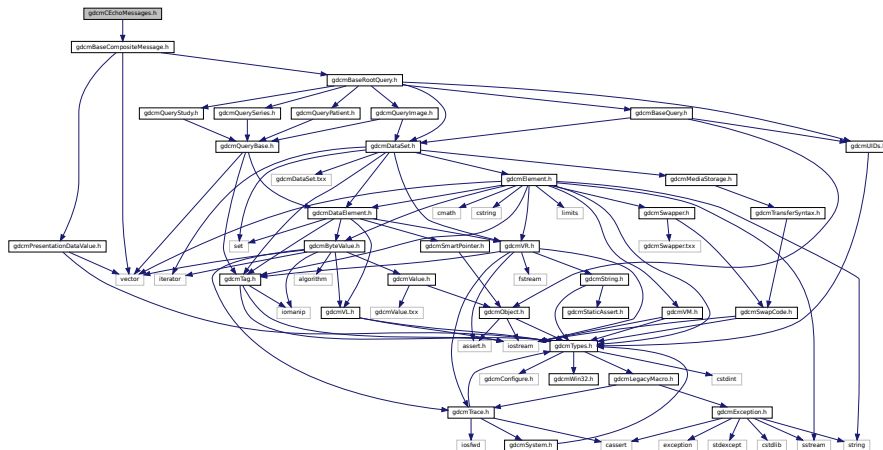 gdcmCEchoMessages.h
gdcmBaseCompositeMessage.h
gdcmBaseRootQuery.h
gdcmQueryStudy.h
gdcmQuerySeries.h
gdcmQueryPatient.h
gdcmQueryImage.h
gdcmBaseQuery.h
gdcmQueryBase.h
gdcmDataSet.h
gdcmUIDs.h
gdcmDataSet.txx
gdcmElement.h
gdcmMediaStorage.h
gdcmDataElement.h
cmath
cstring
limits
gdcmSwapper.h
gdcmTransferSyntax.h
gdcmPresentationDataValue.h
set
gdcmByteValue.h
gdcmSmartPointer.h
gdcmVR.h
gdcmSwapper.txx
vector
iterator
gdcmTag.h
algorithm
gdcmValue.h
fstream
gdcmString.h
iomanip
gdcmVL.h
gdcmValue.txx
gdcmObject.h
gdcmStaticAssert.h
gdcmVM.h
gdcmSwapCode.h
assert.h
iostream
gdcmTypes.h
gdcmConfigure.h
gdcmWin32.h
gdcmLegacyMacro.h
cstdint
gdcmTrace.h
gdcmException.h
iosfwd
gdcmSystem.h
cassert
exception
stdexcept
cstdlib
sstream
string